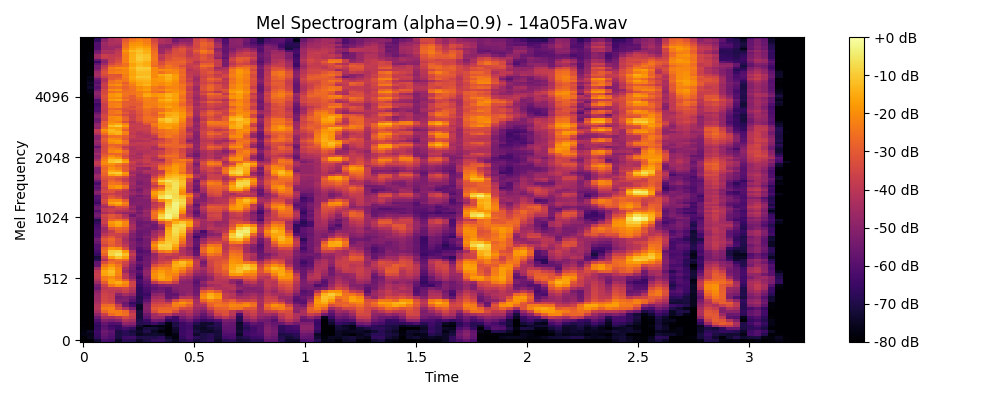 Mel Spectrogram (alpha=0.9) - 14a05Fa.wav
Mel Frequency
4096
2048
1024
512
0
0
0.5
1
1.5
2
2.5
3
Time
+0 dB
-10 dB
-20 dB
-30 dB
-40 dB
-50 dB
-60 dB
-70 dB
-80 dB